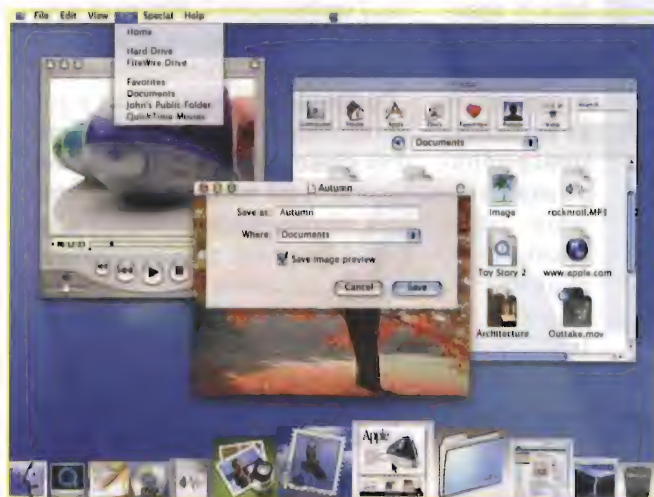 File Edit View Special Help
Home
Hard Drive
FireWire Drive
Favorites
Documents
John's Public Folder
QuickTime Movies
Favorites
Documents
Autumn
Save as: Autumn
Where: Documents
Save image preview
Cancel Save
Image rocknroll.MP3
Toy Story 2 www.apple.com
Architecture Outtake.mov
Apple